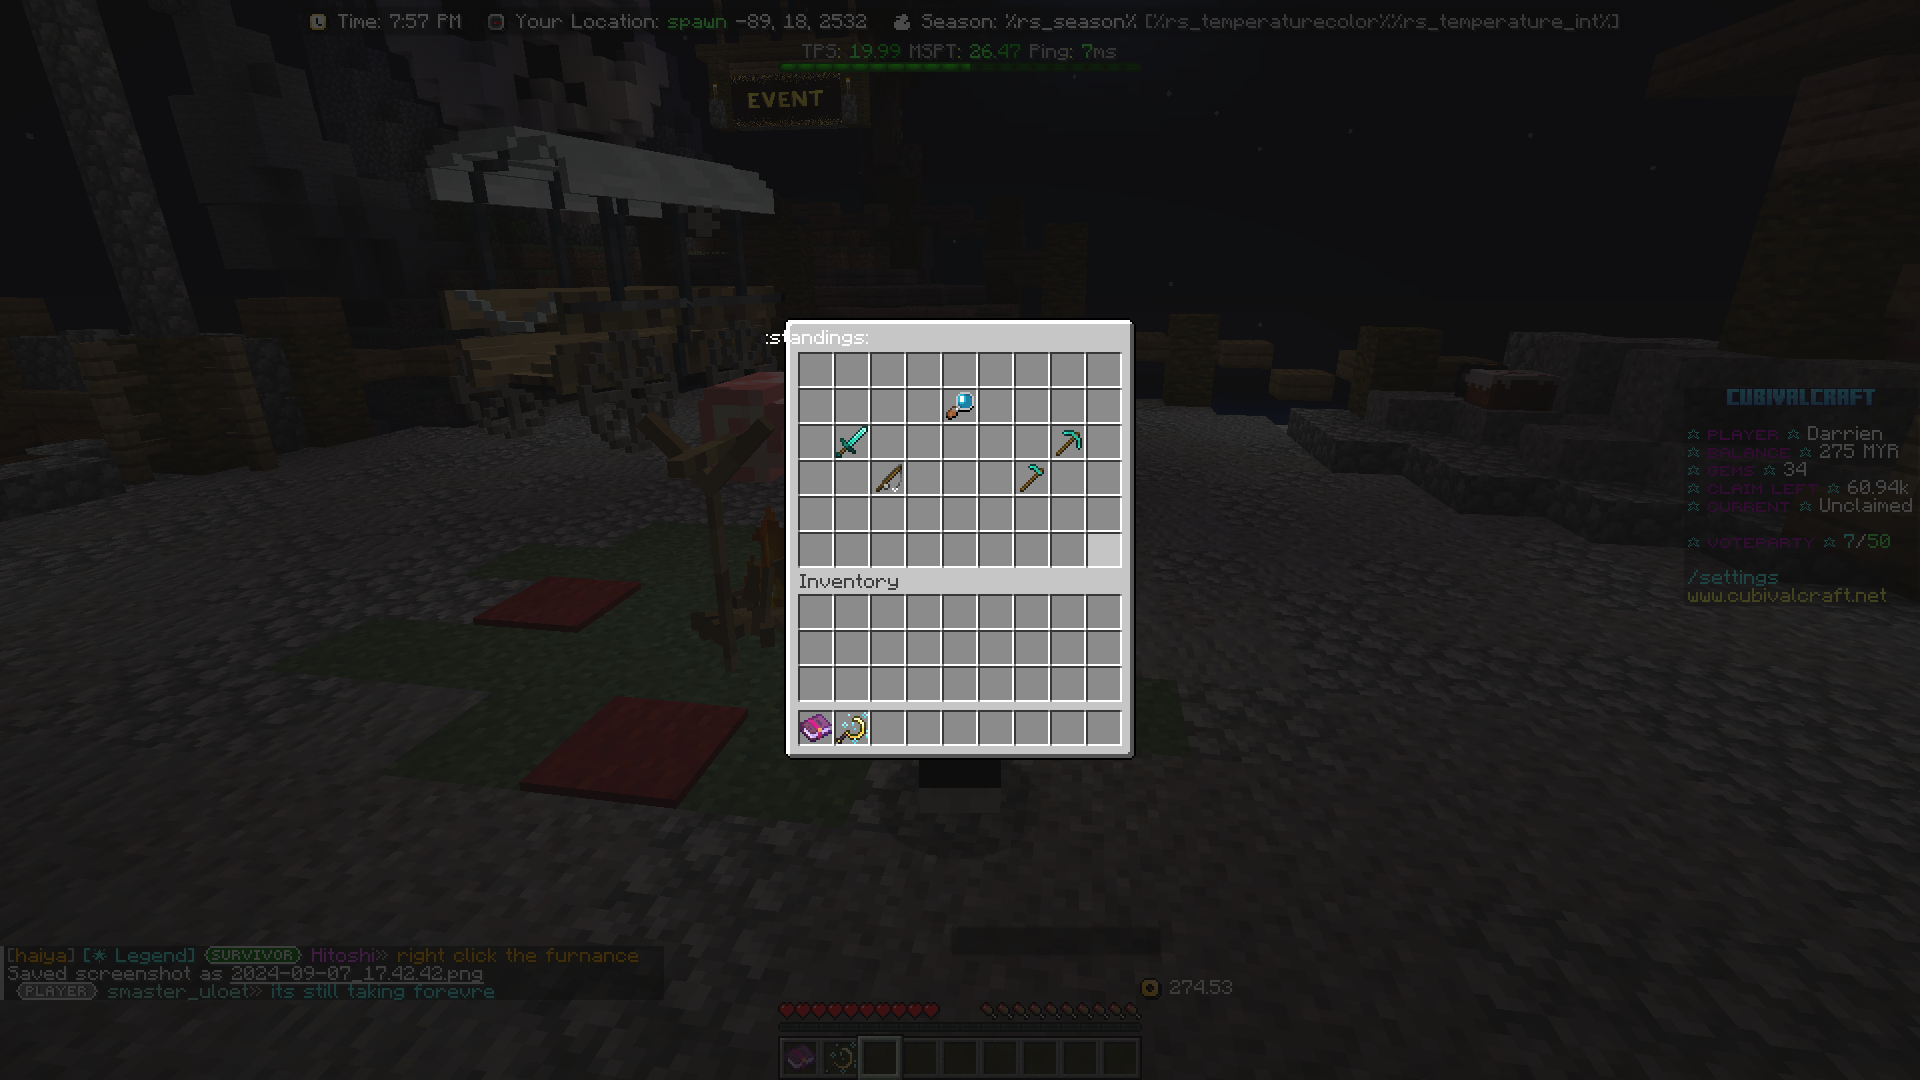 Time: 7:57 PM Your Location: spawn -89, 18, 2532 Season: %rs_season% [%rs_temperaturecolor%%rs_temperature_int%]
TPS: 19.99 MSPT: 26.47 Ping: 7ms
EVENT
:standings:
Inventory
CUBIVALCRAFT
☆ PLAYER ☆ Darrien
☆ BALANCE ☆ 275 MYR
☆ GEMS ☆ 34
☆ CLAIM LEFT ☆ 60.94k
☆ CURRENT ☆ Unclaimed
☆ VOTEPARTY ☆ 7/50
/settings
www.cubivalcraft.net
[haiya] [☀ Legend] SURVIVOR Hitoshi» right click the furnance
Saved screenshot as 2024-09-07_17.42.42.png
PLAYER smaster_uloet» its still taking forevre
274.53